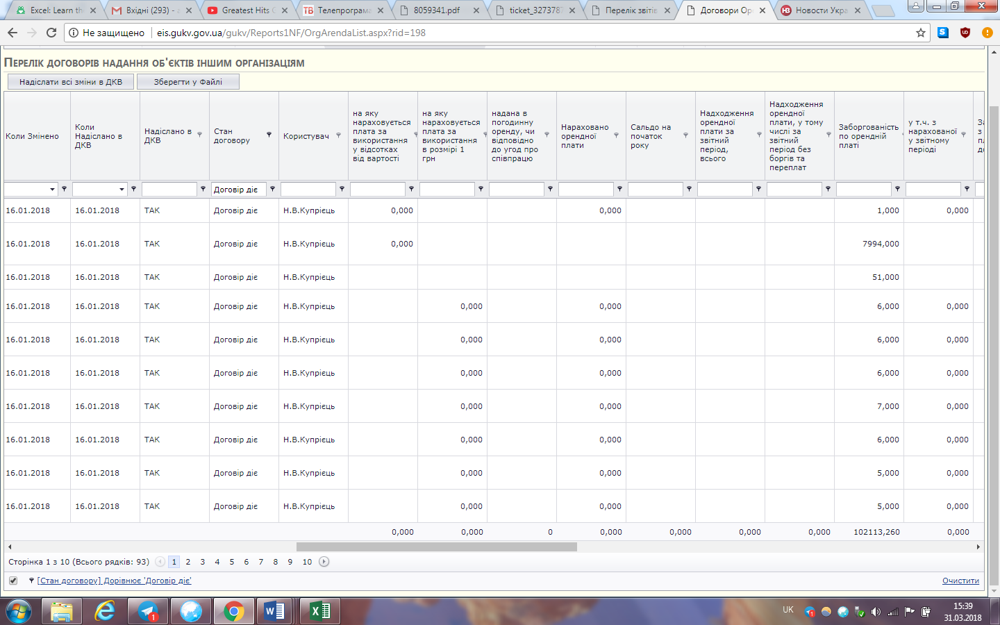 Excel: Learn the
Вхідні (293) - z
Greatest Hits G
Телепрограма
8059341.pdf
ticket_3273787
Перелік звітів
Договори Оре
Новости Укра
Не защищено eis.gukv.gov.ua/gukv/Reports1NF/OrgArendaList.aspx?rid=198
Перелік договорів надання об'єктів іншим організаціям
Надіслати всі зміни в ДКВ
Зберегти у Файлі
Коли Змінено
Коли
Надіслано в
ДКВ
Надіслано в
ДКВ
Стан
договору
Користувач
на яку
нараховується
плата за
використання
у відсотках
від вартості
на яку
нараховується
плата за
використання
в розмірі 1
грн
надана в
погодинну
оренду, чи
відповідно
до угод про
співпрацю
Нараховано
орендної
плати
Сальдо на
початок
року
Надходження
орендної
плати за
звітний
період,
всього
Надходження
орендної
плати, у тому
числі за
звітний
період без
боргів та
переплат
Заборгованість
по орендній
платі
у т.ч. з
нарахованої
у звітному
періоді
За
з
пл
до
Договір діє
16.01.2018 16.01.2018 ТАК Договір діє Н.В.Купрієць 0,000 0,000 1,000 0,000
16.01.2018 16.01.2018 ТАК Договір діє Н.В.Купрієць 0,000 7994,000
16.01.2018 16.01.2018 ТАК Договір діє Н.В.Купрієць 51,000
16.01.2018 16.01.2018 ТАК Договір діє Н.В.Купрієць 0,000 0,000 6,000 0,000
16.01.2018 16.01.2018 ТАК Договір діє Н.В.Купрієць 0,000 0,000 6,000 0,000
16.01.2018 16.01.2018 ТАК Договір діє Н.В.Купрієць 0,000 0,000 6,000 0,000
16.01.2018 16.01.2018 ТАК Договір діє Н.В.Купрієць 0,000 0,000 7,000 0,000
16.01.2018 16.01.2018 ТАК Договір діє Н.В.Купрієць 0,000 0,000 6,000 0,000
16.01.2018 16.01.2018 ТАК Договір діє Н.В.Купрієць 0,000 0,000 5,000 0,000
16.01.2018 16.01.2018 ТАК Договір діє Н.В.Купрієць 0,000 0,000 5,000 0,000
0,000 0,000 0 0,000 0,000 0,000 0,000 102113,260 0,000
Сторінка 1 з 10 (Всього рядків: 93) 1 2 3 4 5 6 7 8 9 10
[Стан договору] Дорівнює 'Договір діє'
Очистити
UK
15:39
31.03.2018